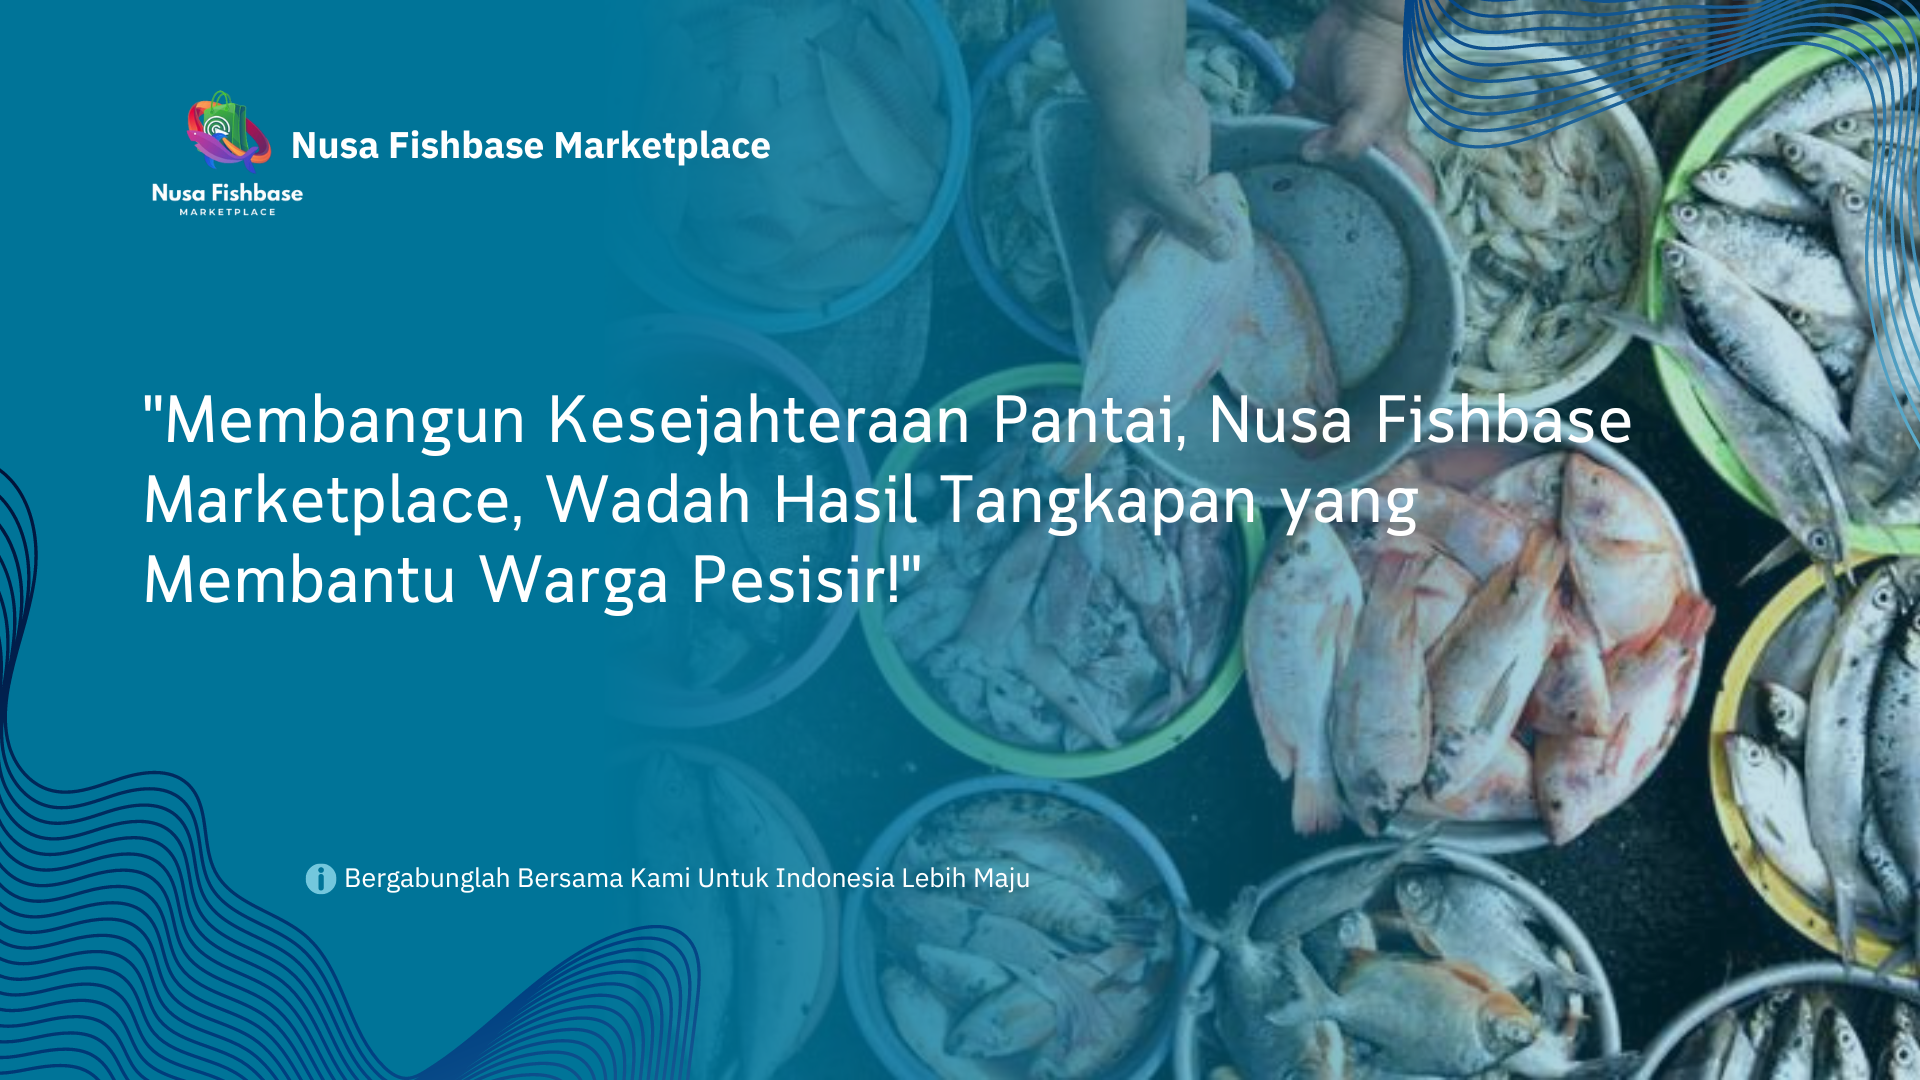 Nusa Fishbase Marketplace
Nusa Fishbase
MARKETPLACE
"Membangun Kesejahteraan Pantai, Nusa Fishbase
Marketplace, Wadah Hasil Tangkapan yang
Membantu Warga Pesisir!"
i Bergabunglah Bersama Kami Untuk Indonesia Lebih Maju